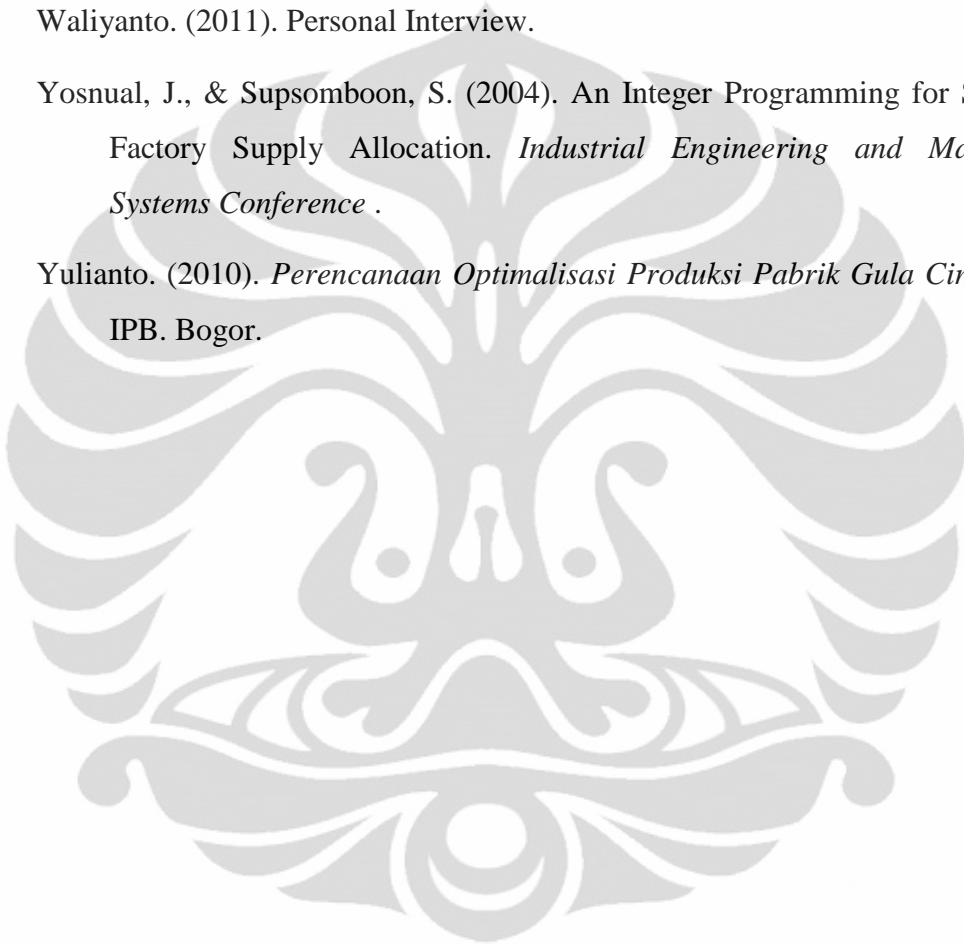 Waliyanto. (2011). Personal Interview.
Yosnual, J., & Supsomboon, S. (2004). An Integer Programming for
Factory Supply Allocation. Industrial Engineering and
Systems Conference .
Yulianto. (2010). Perencanaan Optimalisasi Produksi Pabrik Gula
IPB. Bogor.